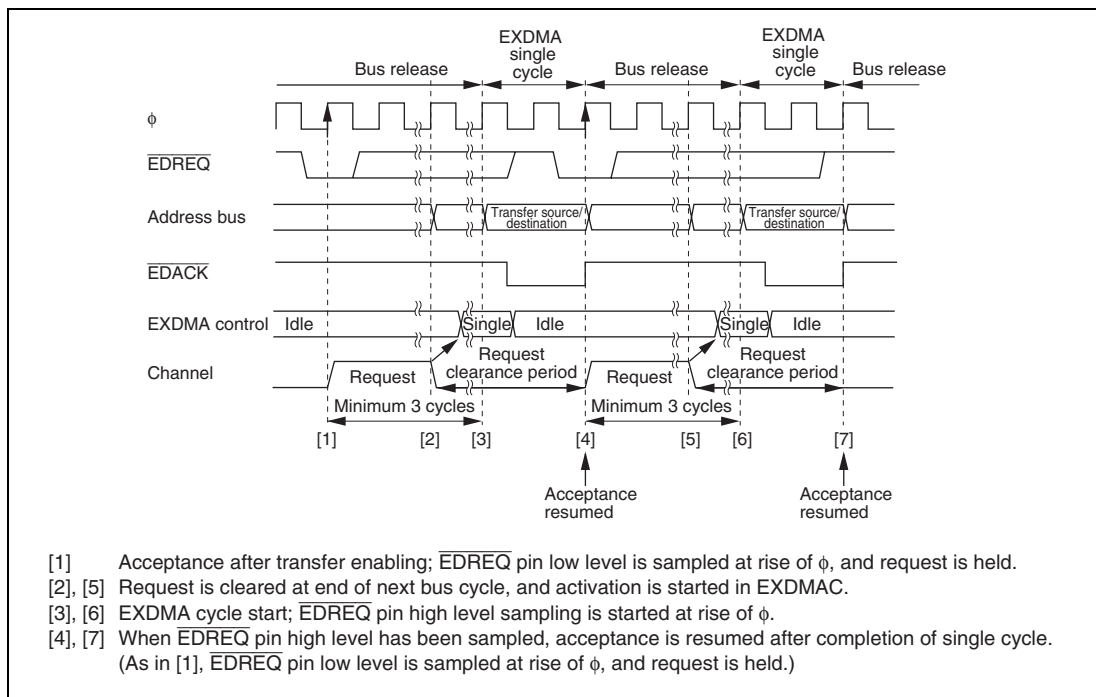 EXDMA single cycle
EXDMA single cycle
Bus release
Bus release
Bus release
φ
EDREQ
Address bus
Transfer source/
destination
Transfer source/
destination
EDACK
EXDMA control
Idle
Single
Idle
Single
Idle
Channel
Request
Request clearance period
Request
Request clearance period
Minimum 3 cycles
Minimum 3 cycles
[1]
[2]
[3]
[4]
[5]
[6]
[7]
Acceptance resumed
Acceptance resumed
[1] Acceptance after transfer enabling; EDREQ pin low level is sampled at rise of φ, and request is held.
[2], [5] Request is cleared at end of next bus cycle, and activation is started in EXDMAC.
[3], [6] EXDMA cycle start; EDREQ pin high level sampling is started at rise of φ.
[4], [7] When EDREQ pin high level has been sampled, acceptance is resumed after completion of single cycle.
(As in [1], EDREQ pin low level is sampled at rise of φ, and request is held.)